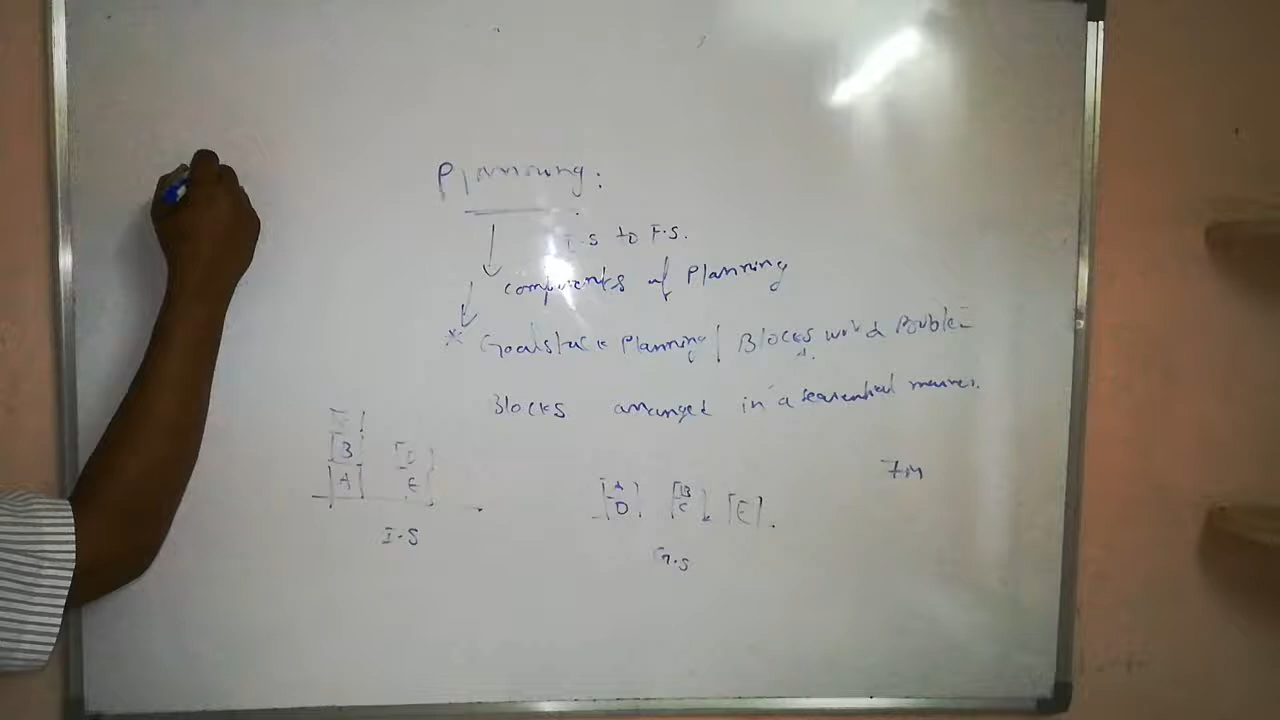 Planning:
I.S to F.S.
components of Planning
* Goalstack Planning | Blocks world Problem
Blocks arranged in a sequential manner.
7M
B
A
D
E
I.S
A
D
B
C
E
G.S